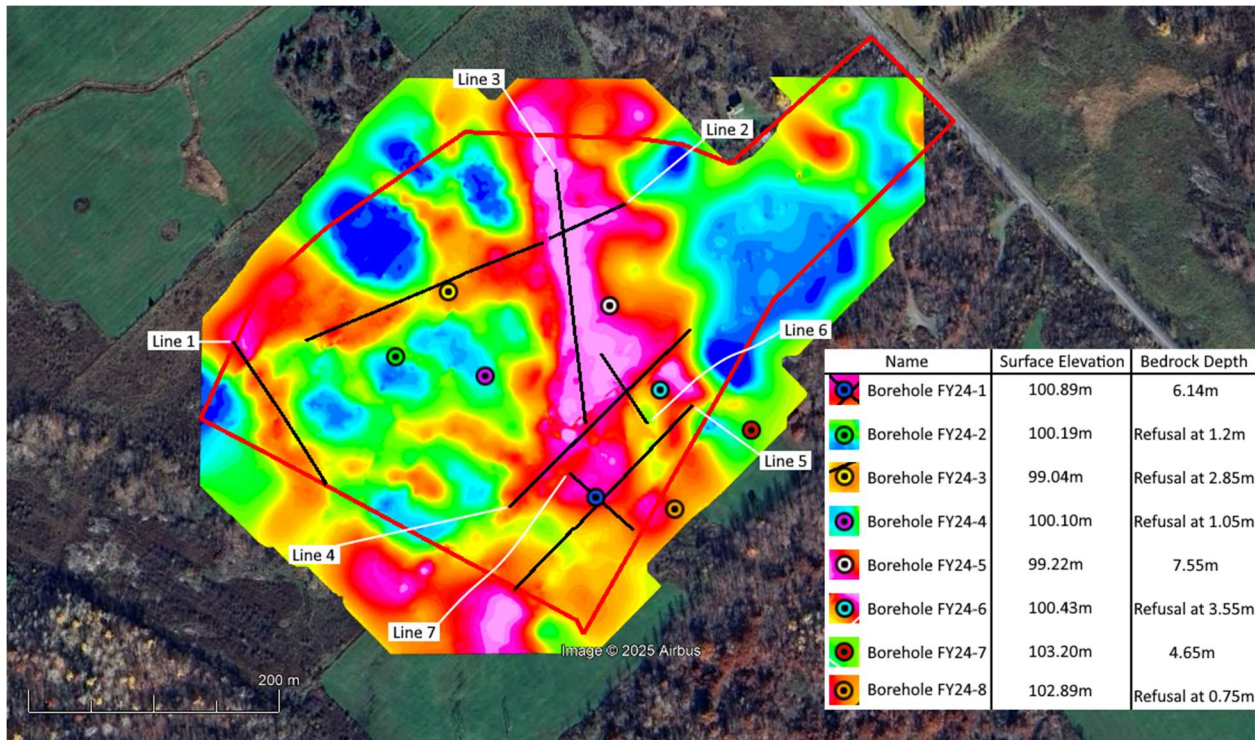 Line 3
Line 2
Line 1
Line 6
Line 5
Line 4
Line 7
Image © 2025 Airbus
200 m
Name Surface Elevation Bedrock Depth
Borehole FY24-1 100.89m 6.14m
Borehole FY24-2 100.19m Refusal at 1.2m
Borehole FY24-3 99.04m Refusal at 2.85m
Borehole FY24-4 100.10m Refusal at 1.05m
Borehole FY24-5 99.22m 7.55m
Borehole FY24-6 100.43m Refusal at 3.55m
Borehole FY24-7 103.20m 4.65m
Borehole FY24-8 102.89m Refusal at 0.75m